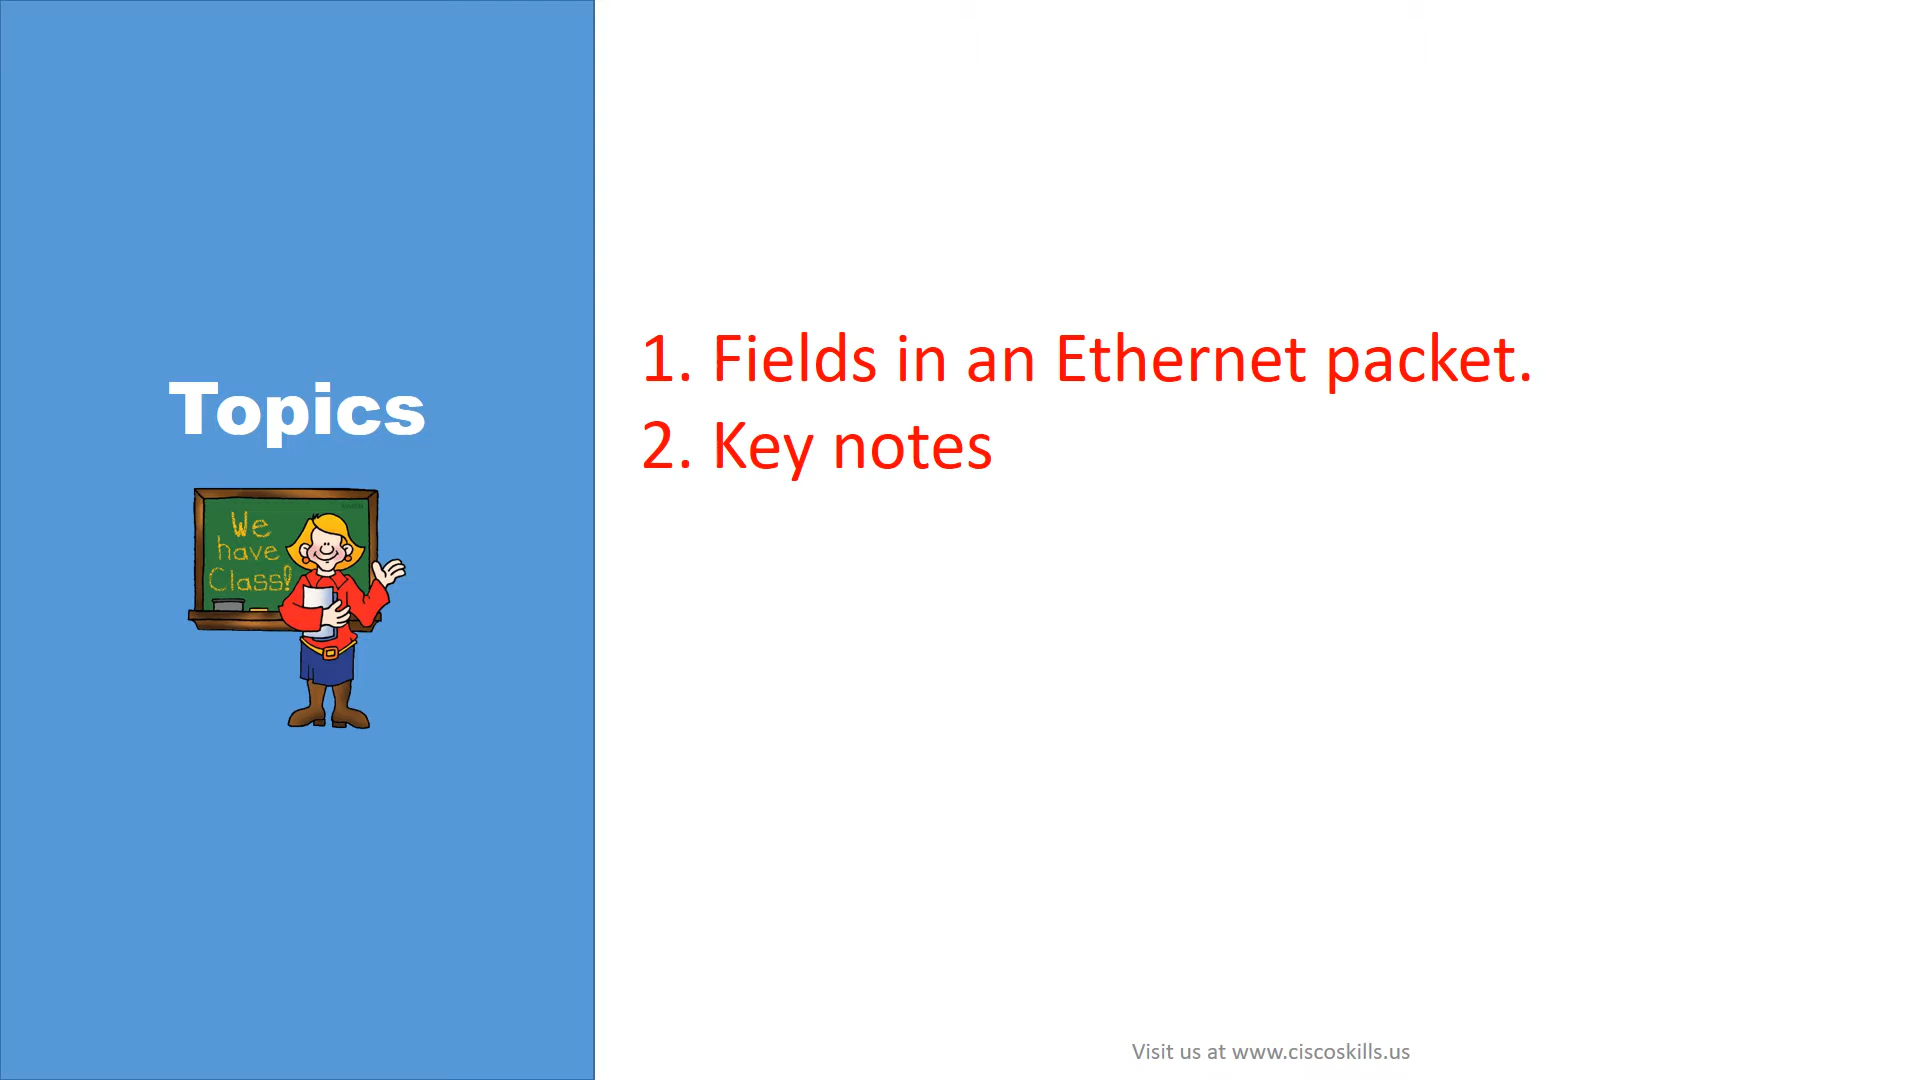 Topics
We
have
Class!
1. Fields in an Ethernet packet.
2. Key notes
Visit us at www.ciscoskills.us